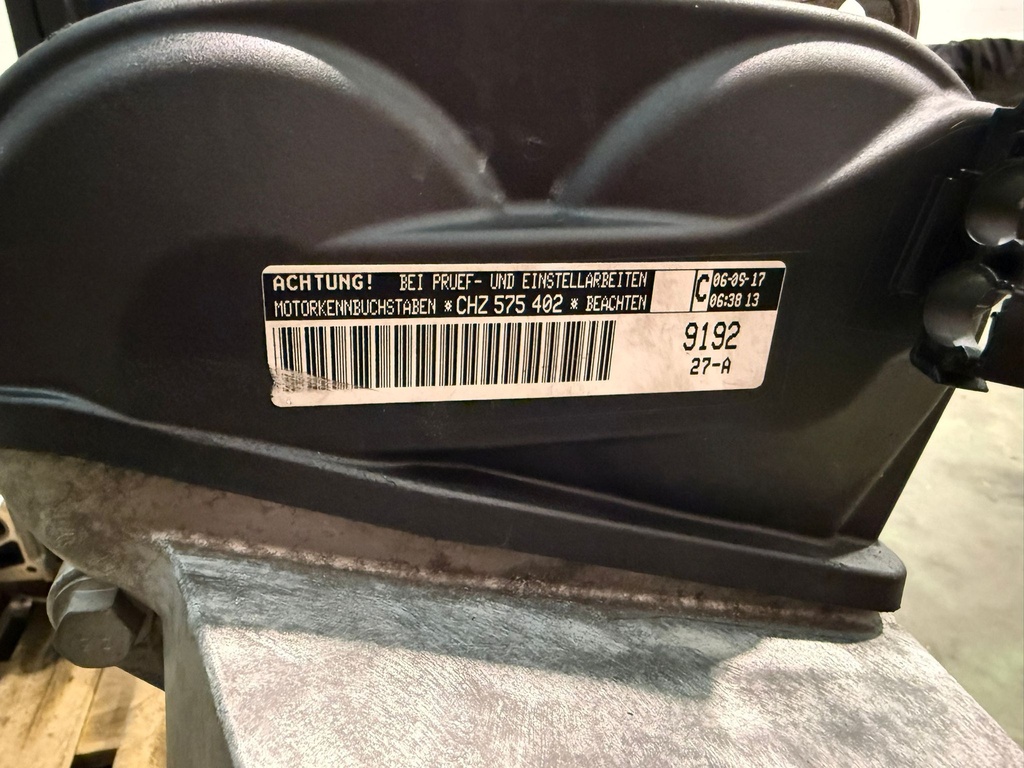 ACHTUNG! BEI PRUEF- UND EINSTELLARBEITEN
MOTORKENNBUCHSTABEN *CHZ 575 402 * BEACHTEN
C
06-09-17
06:38 13
9192
27-A